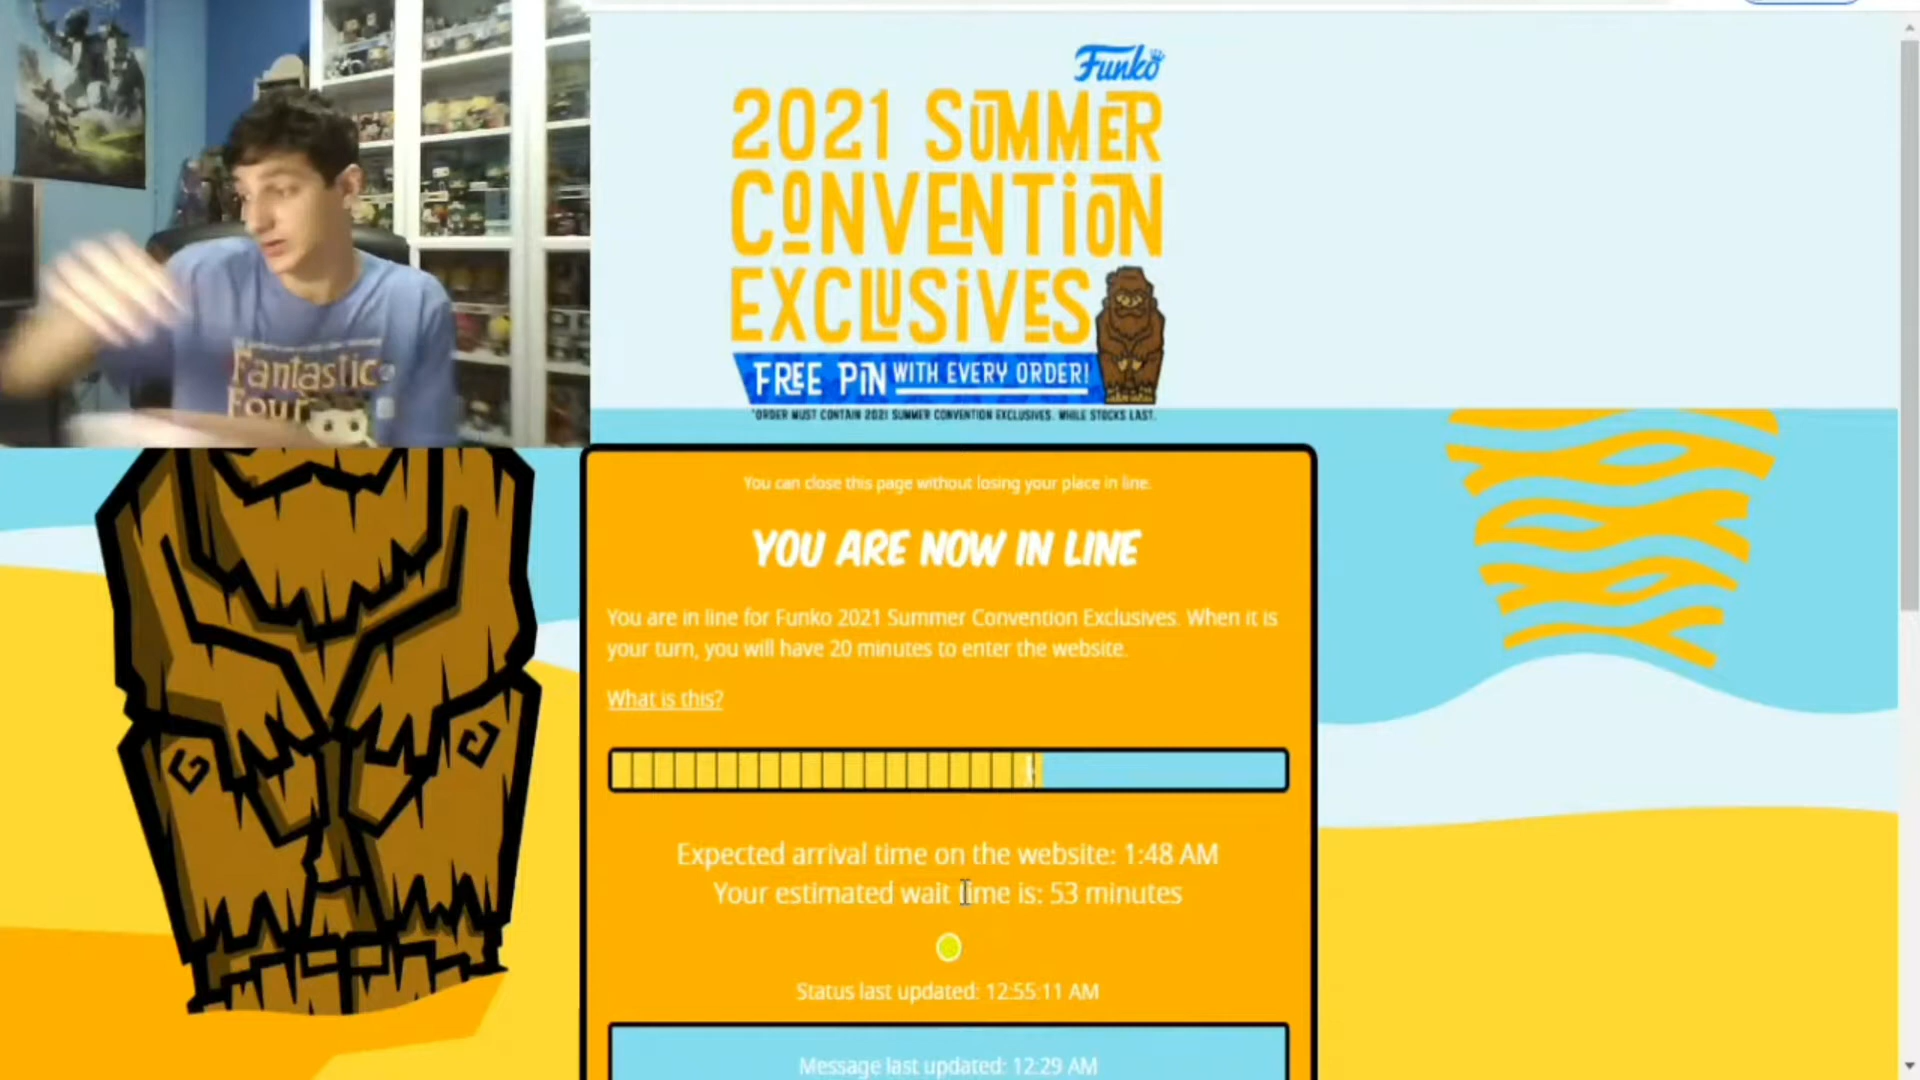 Funko
2021 SUMMER
CONVENTION
EXCLUSIVES
FREE PIN WITH EVERY ORDER!
*ORDER MUST CONTAIN 2021 SUMMER CONVENTION EXCLUSIVES. WHILE STOCKS LAST.
Fantastic
Four
You can close this page without losing your place in line.
YOU ARE NOW IN LINE
You are in line for Funko 2021 Summer Convention Exclusives. When it is
your turn, you will have 20 minutes to enter the website.
What is this?
Expected arrival time on the website: 1:48 AM
Your estimated wait time is: 53 minutes
Status last updated: 12:55:11 AM
Message last updated: 12:29 AM